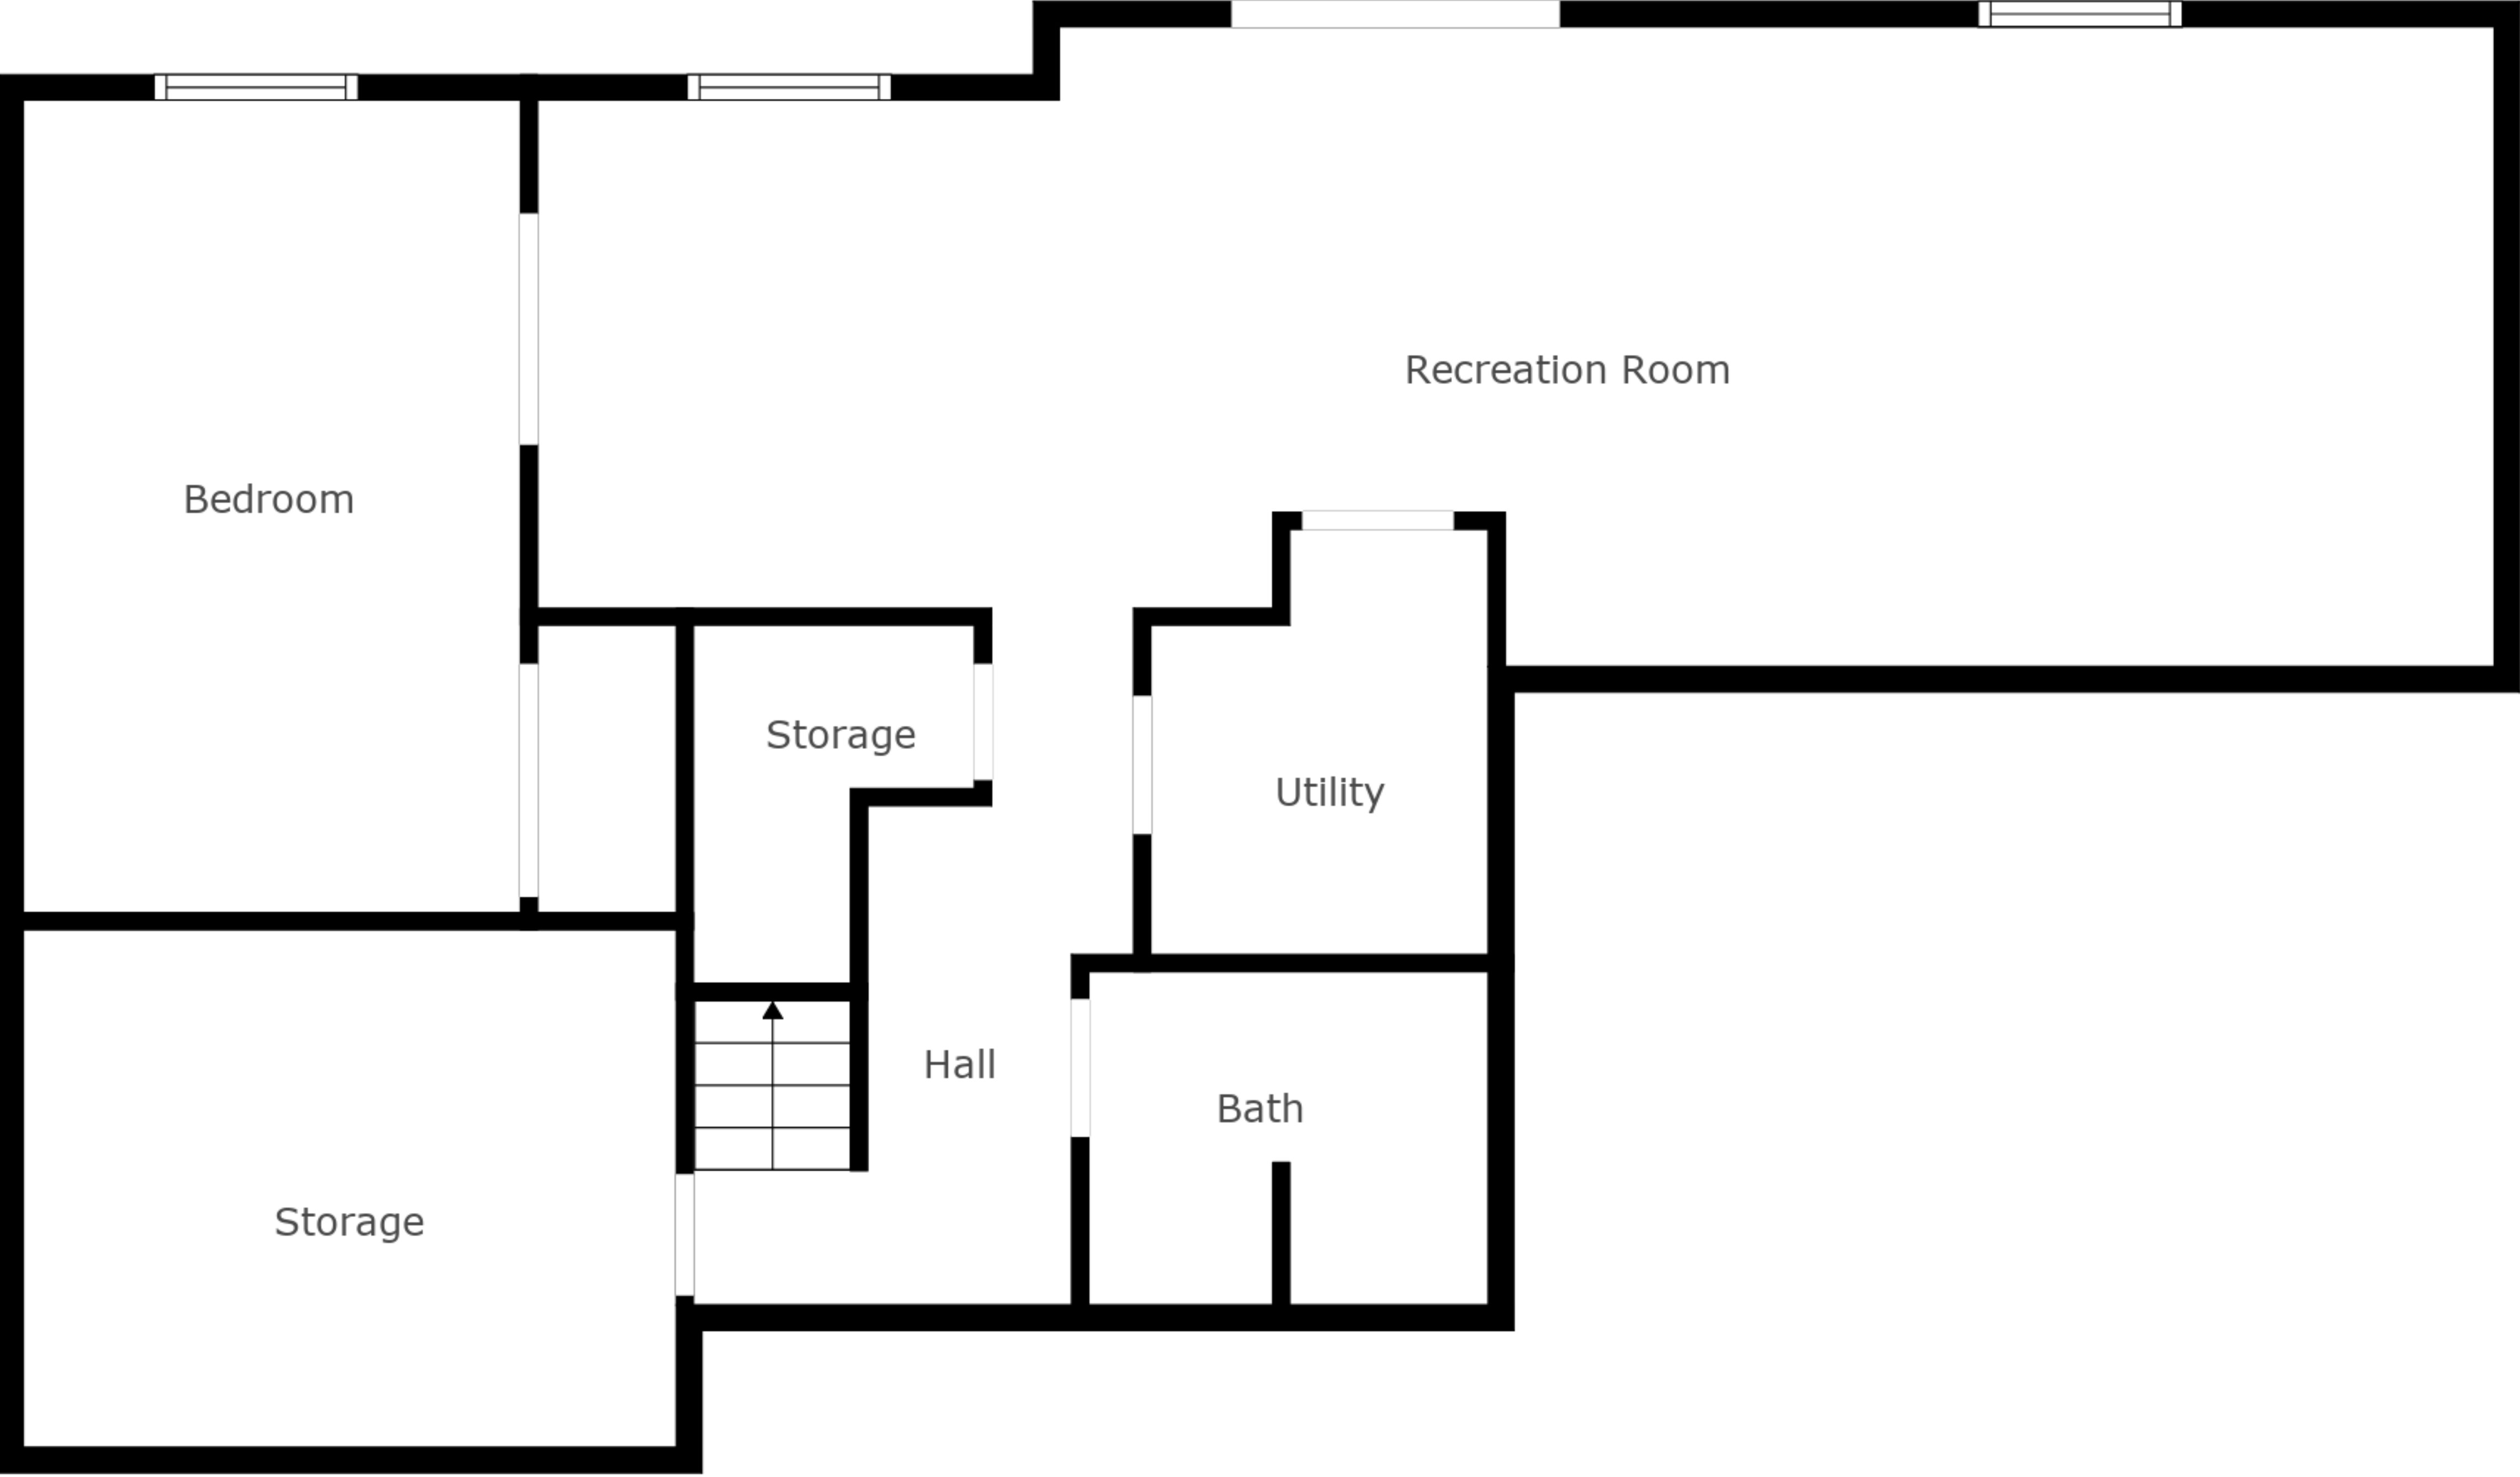 Recreation Room
Bedroom
Storage
Utility
Hall
Bath
Storage